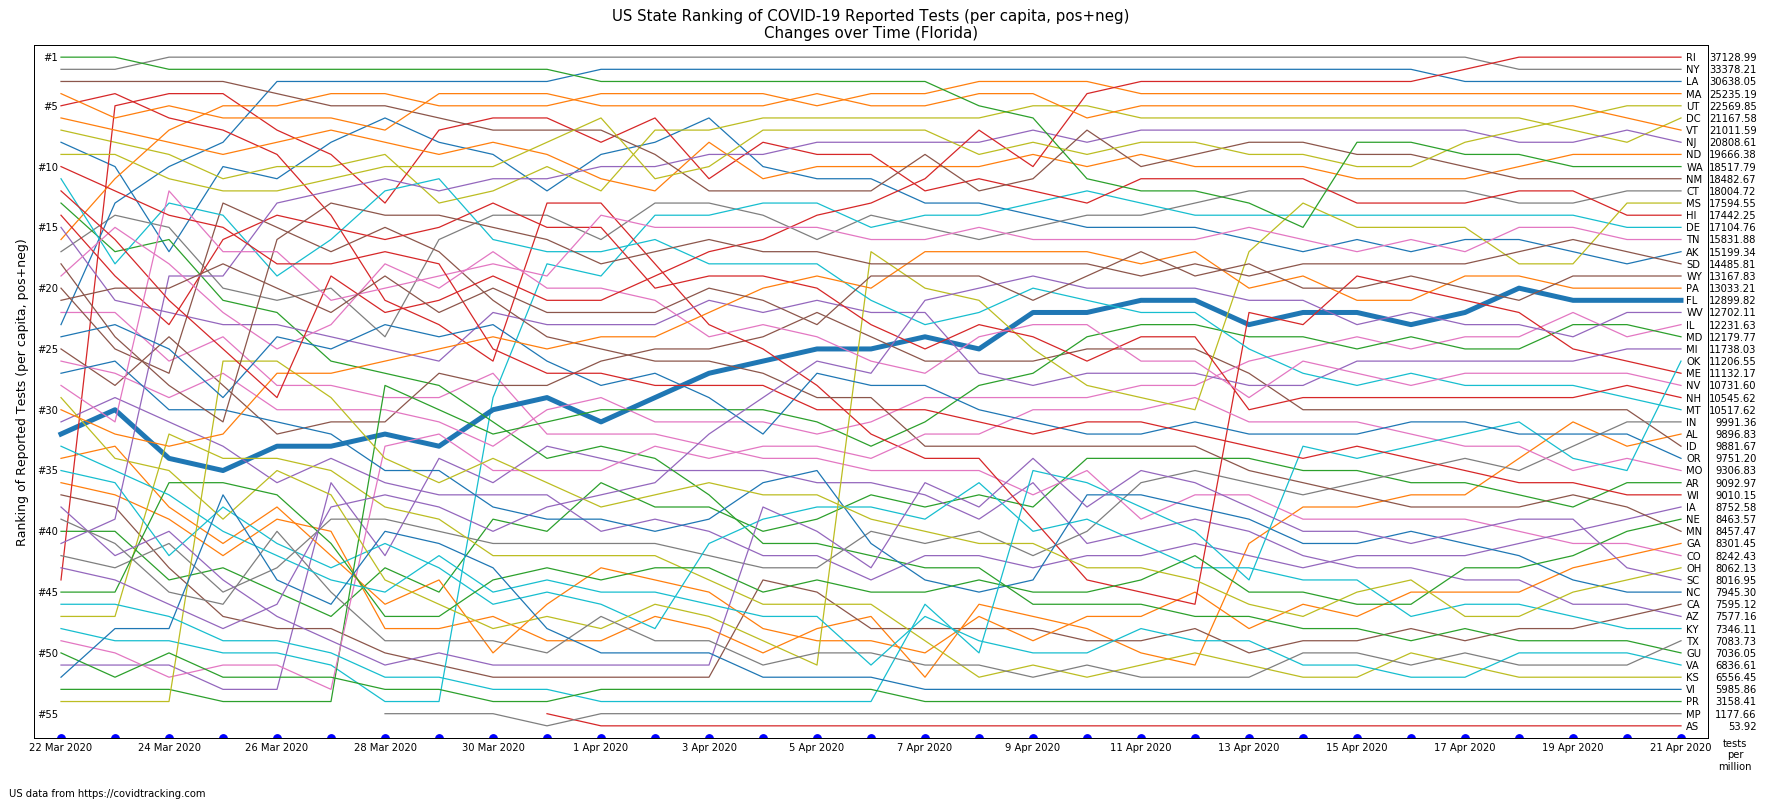 US State Ranking of COVID-19 Reported Tests (per capita, pos+neg)
Changes over Time (Florida)
Ranking of Reported Tests (per capita, pos+neg)
#1
#5
#10
#15
#20
#25
#30
#35
#40
#45
#50
#55
RI 37128.99
NY 33378.21
LA 30638.05
MA 25235.19
UT 22569.85
DC 21167.58
VT 21011.59
NJ 20808.61
ND 19666.38
WA 18517.79
NM 18482.67
CT 18004.72
MS 17594.55
HI 17442.25
DE 17104.76
TN 15831.88
AK 15199.34
SD 14485.81
WY 13167.83
PA 13033.21
FL 12899.82
WV 12702.11
IL 12231.63
MD 12179.77
MI 11738.03
OK 11206.55
ME 11132.17
NV 10731.60
NH 10545.62
MT 10517.62
IN 9991.36
AL 9896.83
ID 9881.67
OR 9751.20
MO 9306.83
AR 9092.97
WI 9010.15
IA 8752.58
NE 8463.57
MN 8457.47
GA 8301.45
CO 8242.43
OH 8062.13
SC 8016.95
NC 7945.30
CA 7595.12
AZ 7577.16
KY 7346.11
TX 7083.73
GU 7036.05
VA 6836.61
KS 6556.45
VI 5985.86
PR 3158.41
MP 1177.66
AS 53.92
22 Mar 2020 24 Mar 2020 26 Mar 2020 28 Mar 2020 30 Mar 2020 1 Apr 2020 3 Apr 2020 5 Apr 2020 7 Apr 2020 9 Apr 2020 11 Apr 2020 13 Apr 2020 15 Apr 2020 17 Apr 2020 19 Apr 2020 21 Apr 2020
tests
per
million
US data from https://covidtracking.com